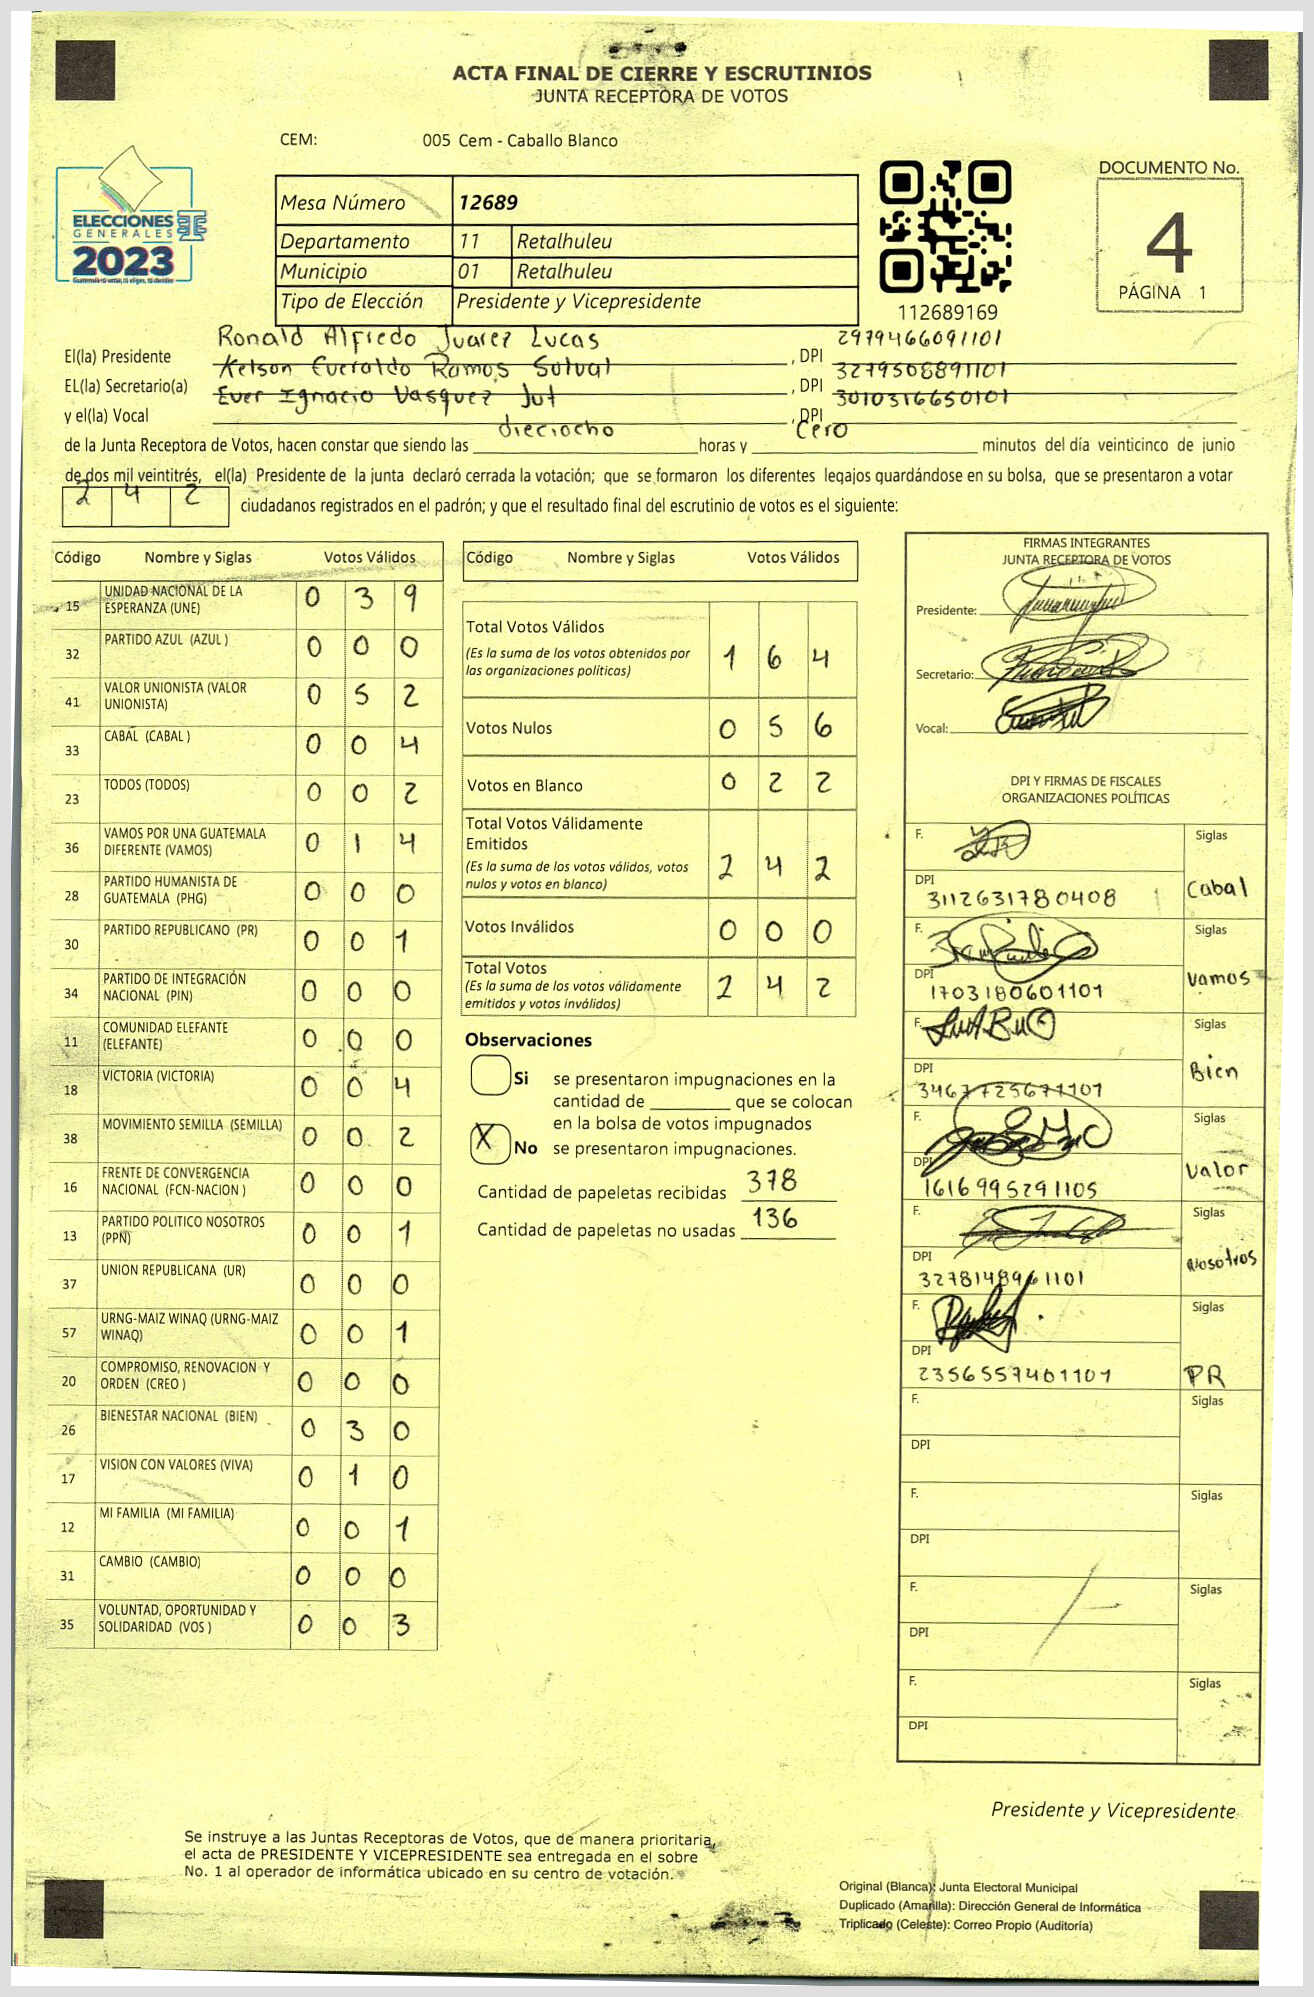 ACTA FINAL DE CIERRE Y ESCRUTINIOS
JUNTA RECEPTORA DE VOTOS
CEM: 005 Cem - Caballo Blanco
ELECCIONES
GENERALES
2023
Mesa Número 12689
Departamento 11 Retalhuleu
Municipio 01 Retalhuleu
Tipo de Elección Presidente y Vicepresidente
112689169
DOCUMENTO No.
4
PÁGINA 1
Ronald Alfredo Juarez Lucas 2979466091101
El(la) Presidente , DPI
Kelson Eueraldo Ramos Solval 3279508891101
EL(la) Secretario(a) , DPI
Euer Ignacio Vasquez Jut 3010316650101
y el(la) Vocal , DPI
dieciocho Cero
de la Junta Receptora de Votos, hacen constar que siendo las horas y minutos del día veinticinco de junio
de dos mil veintitrés, el(la) Presidente de la junta declaró cerrada la votación; que se formaron los diferentes legajos guardándose en su bolsa, que se presentaron a votar
2 4 2 ciudadanos registrados en el padrón; y que el resultado final del escrutinio de votos es el siguiente:
Código Nombre y Siglas Votos Válidos
15 UNIDAD NACIONAL DE LA ESPERANZA (UNE) 0 3 9
32 PARTIDO AZUL (AZUL ) 0 0 0
41 VALOR UNIONISTA (VALOR UNIONISTA) 0 5 2
33 CABAL (CABAL ) 0 0 4
23 TODOS (TODOS) 0 0 2
36 VAMOS POR UNA GUATEMALA DIFERENTE (VAMOS) 0 1 4
28 PARTIDO HUMANISTA DE GUATEMALA (PHG) 0 0 0
30 PARTIDO REPUBLICANO (PR) 0 0 1
34 PARTIDO DE INTEGRACIÓN NACIONAL (PIN) 0 0 0
11 COMUNIDAD ELEFANTE (ELEFANTE) 0 0 0
18 VICTORIA (VICTORIA) 0 0 4
38 MOVIMIENTO SEMILLA (SEMILLA) 0 0 2
16 FRENTE DE CONVERGENCIA NACIONAL (FCN-NACION ) 0 0 0
13 PARTIDO POLITICO NOSOTROS (PPN) 0 0 1
37 UNION REPUBLICANA (UR) 0 0 0
57 URNG-MAIZ WINAQ (URNG-MAIZ WINAQ) 0 0 1
20 COMPROMISO, RENOVACION Y ORDEN (CREO ) 0 0 0
26 BIENESTAR NACIONAL (BIEN) 0 3 0
17 VISION CON VALORES (VIVA) 0 1 0
12 MI FAMILIA (MI FAMILIA) 0 0 1
31 CAMBIO (CAMBIO) 0 0 0
35 VOLUNTAD, OPORTUNIDAD Y SOLIDARIDAD (VOS ) 0 0 3
Código Nombre y Siglas Votos Válidos
Total Votos Válidos
(Es la suma de los votos obtenidos por
las organizaciones políticas) 1 6 4
Votos Nulos 0 5 6
Votos en Blanco 0 2 2
Total Votos Válidamente
Emitidos
(Es la suma de los votos válidos, votos
nulos y votos en blanco) 2 4 2
Votos Inválidos 0 0 0
Total Votos
(Es la suma de los votos válidamente
emitidos y votos inválidos) 2 4 2
Observaciones
Si se presentaron impugnaciones en la
cantidad de que se colocan
en la bolsa de votos impugnados
X No se presentaron impugnaciones.
Cantidad de papeletas recibidas 378
Cantidad de papeletas no usadas 136
FIRMAS INTEGRANTES
JUNTA RECEPTORA DE VOTOS
Presidente:
Secretario:
Vocal:
DPI Y FIRMAS DE FISCALES
ORGANIZACIONES POLÍTICAS
F. Siglas
DPI 3112631780408 Cabal
F. Siglas
DPI 1703180601101 Vamos
F. Siglas
DPI 3467725671101 Bien
F. Siglas
DPI 1616995291105 Valor
F. Siglas
DPI 3278148961101 Nosotros
F. Siglas
DPI 2356557401101 PR
F. Siglas
DPI
F. Siglas
DPI
F. Siglas
DPI
F. Siglas
DPI
Presidente y Vicepresidente
Se instruye a las Juntas Receptoras de Votos, que de manera prioritaria,
el acta de PRESIDENTE Y VICEPRESIDENTE sea entregada en el sobre
No. 1 al operador de informática ubicado en su centro de votación.
Original (Blanca): Junta Electoral Municipal
Duplicado (Amarilla): Dirección General de Informática
Triplicado (Celeste): Correo Propio (Auditoría)